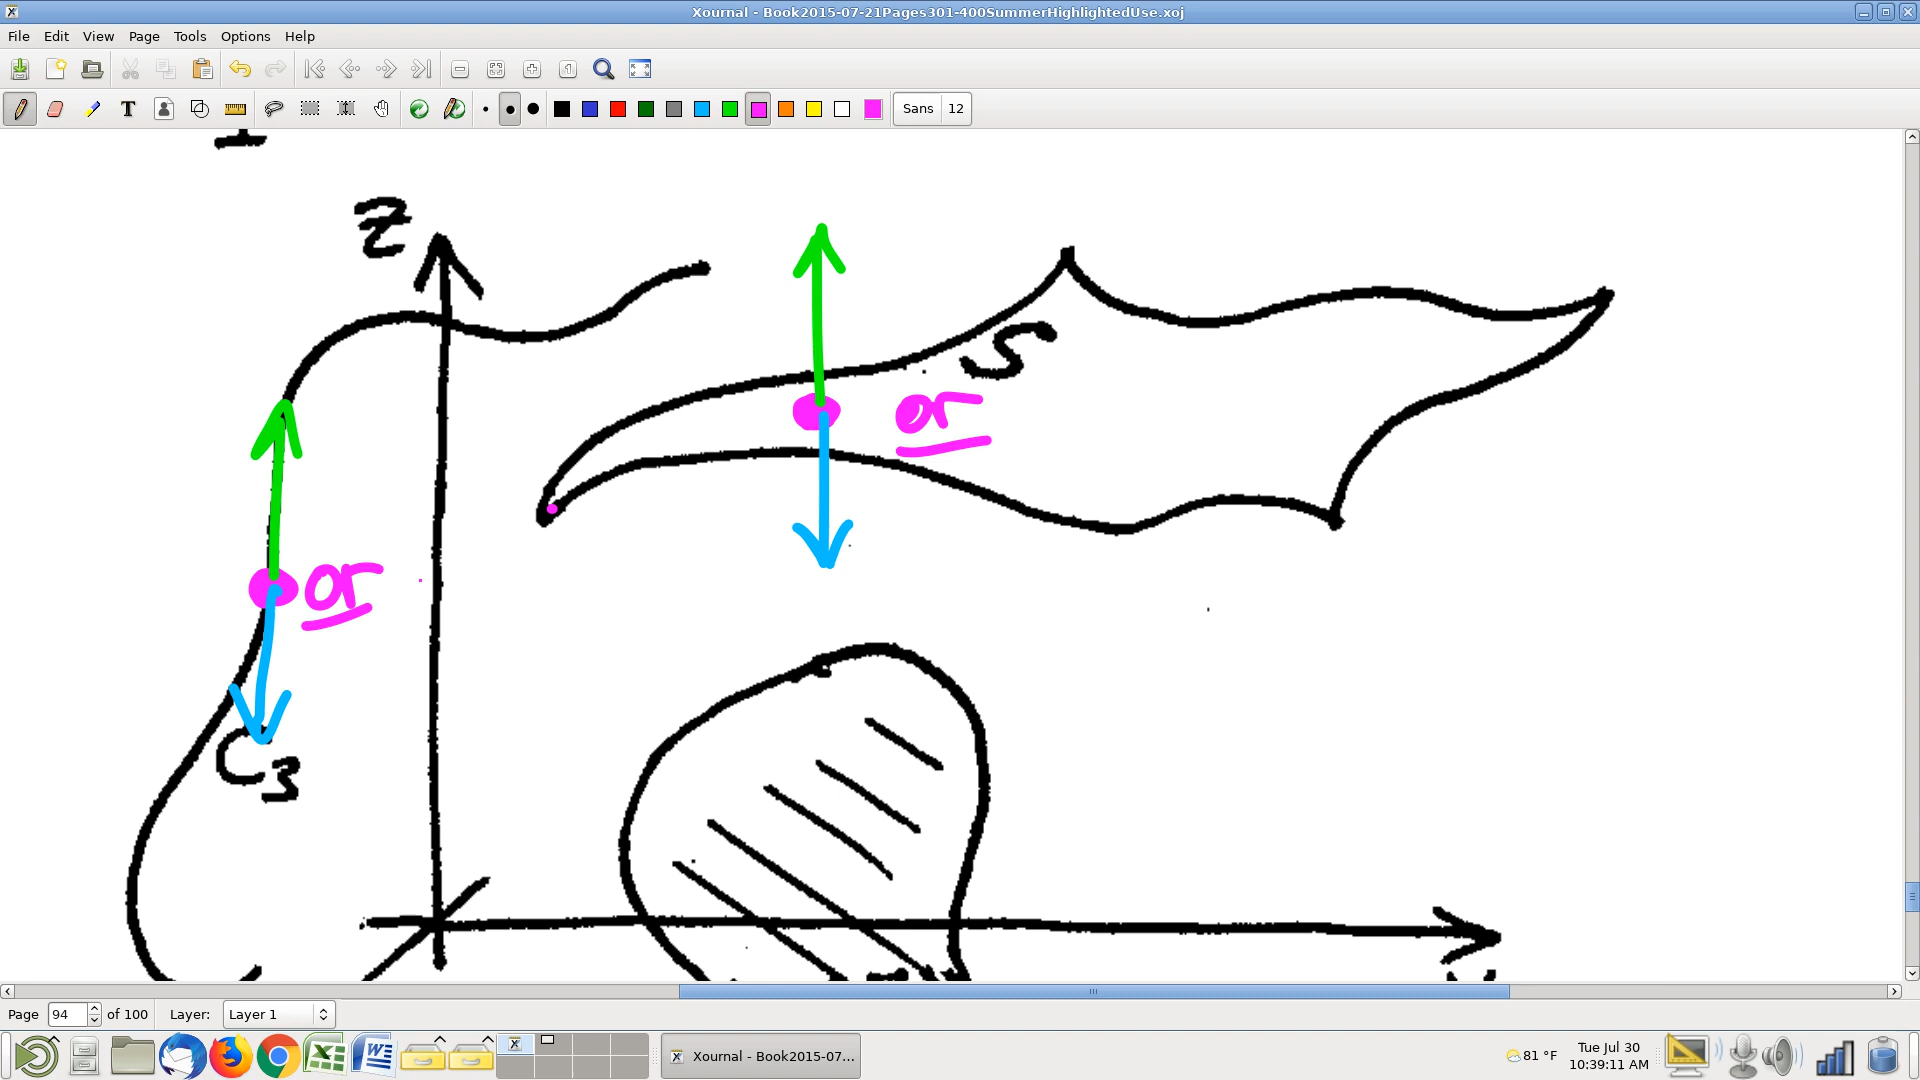 Xournal - Book2015-07-21Pages301-400SummerHighlightedUse.xoj
File Edit View Page Tools Options Help
Sans 12
z
S
or
or
C3
Page 94 of 100 Layer: Layer 1
Xournal - Book2015-07...
81 °F
Tue Jul 30
10:39:11 AM